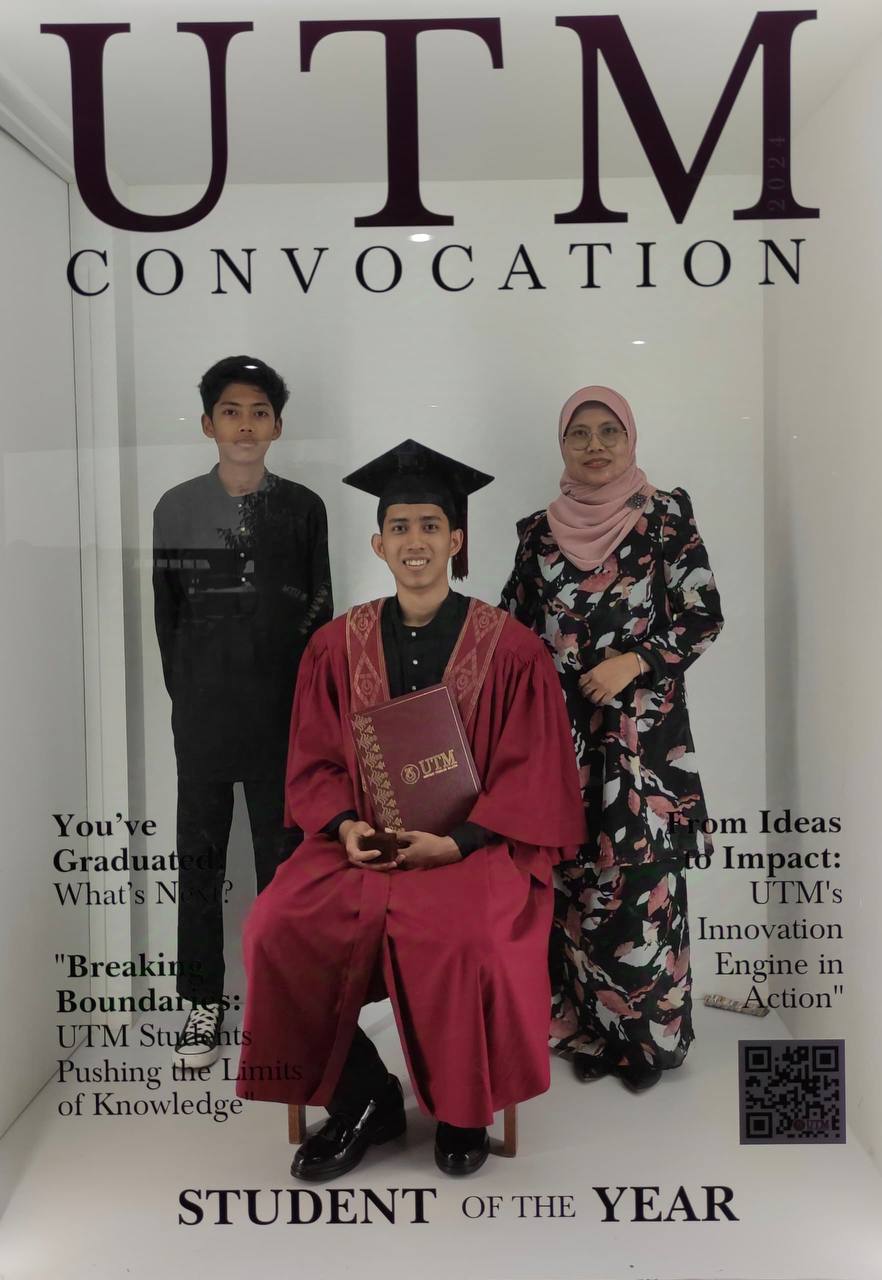 UTM
2024
CONVOCATION
UTM
You've
Graduated!
What's Next?
"Breaking
Boundaries:
UTM Students
Pushing the Limits
of Knowledge"
From Ideas
to Impact:
UTM's
Innovation
Engine in
Action"
UTM
STUDENT OF THE YEAR